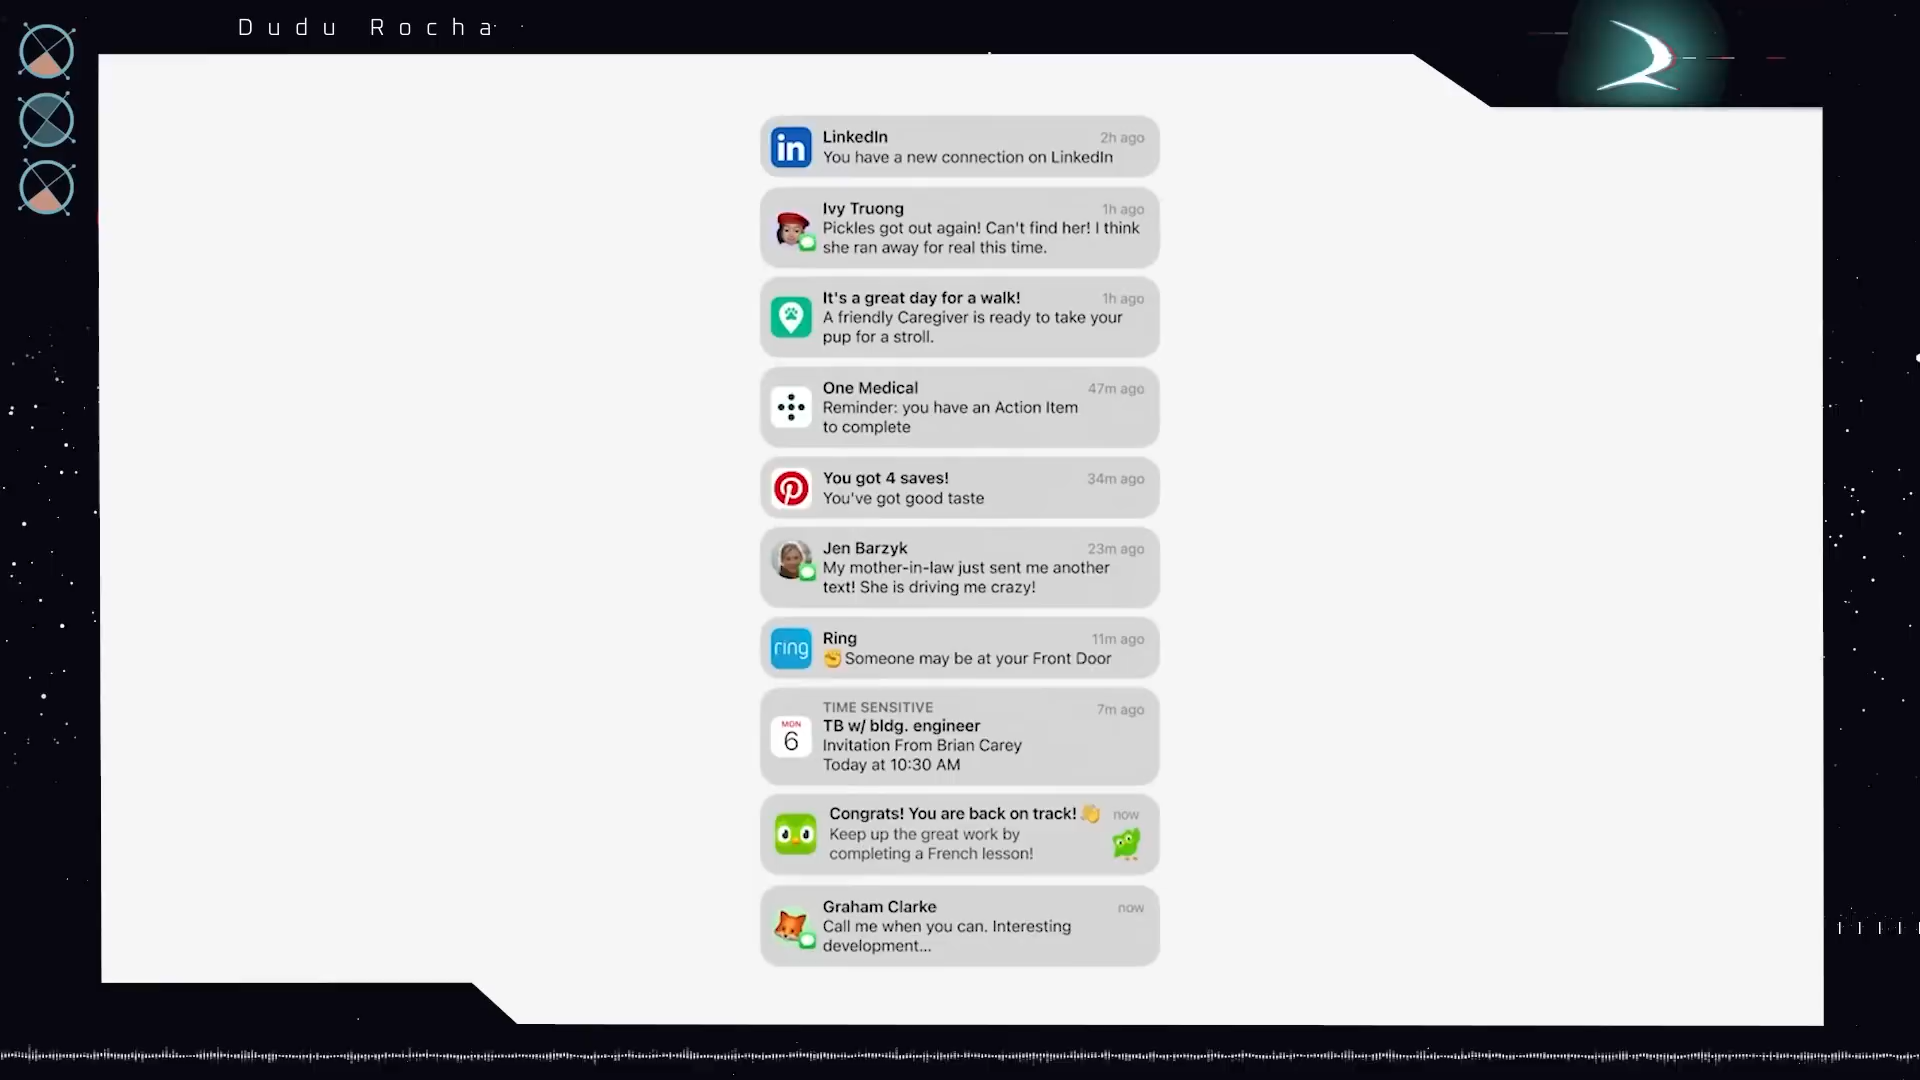 Dudu Rocha
LinkedIn
2h ago
You have a new connection on LinkedIn
in
Ivy Truong
1h ago
Pickles got out again! Can't find her! I think
she ran away for real this time.
It's a great day for a walk!
1h ago
A friendly Caregiver is ready to take your
pup for a stroll.
One Medical
47m ago
Reminder: you have an Action Item
to complete
You got 4 saves!
34m ago
You've got good taste
Jen Barzyk
23m ago
My mother-in-law just sent me another
text! She is driving me crazy!
ring
Ring
11m ago
✊Someone may be at your Front Door
TIME SENSITIVE
7m ago
MON
6
TB w/ bldg. engineer
Invitation From Brian Carey
Today at 10:30 AM
Congrats! You are back on track!👏
now
Keep up the great work by
completing a French lesson!
Graham Clarke
now
Call me when you can. Interesting
development...